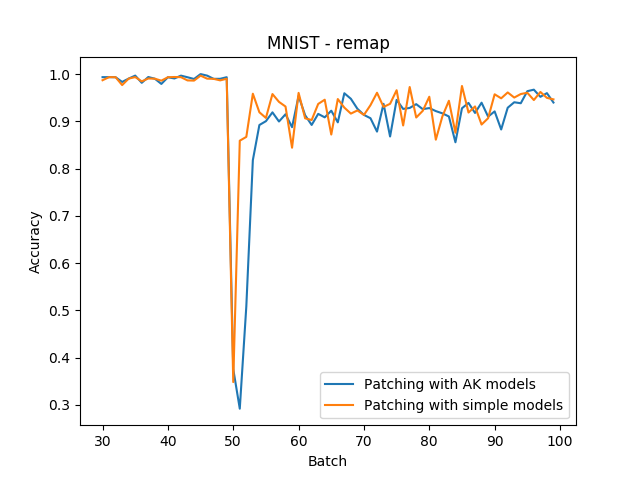 MNIST - remap
Accuracy
1.0
0.9
0.8
0.7
0.6
0.5
0.4
0.3
30 40 50 60 70 80 90 100
Batch
Patching with AK models
Patching with simple models